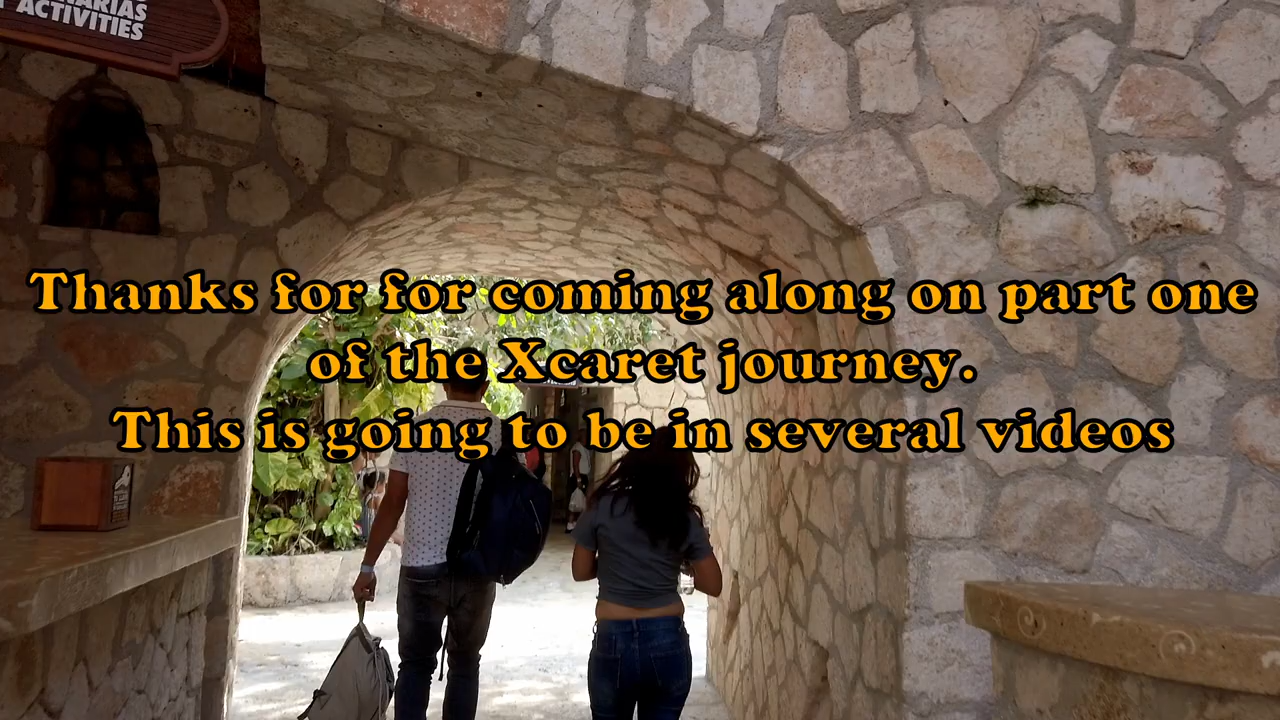 ARIAS
ACTIVITIES
Thanks for for coming along on part one
of the Xcaret journey.
This is going to be in several videos